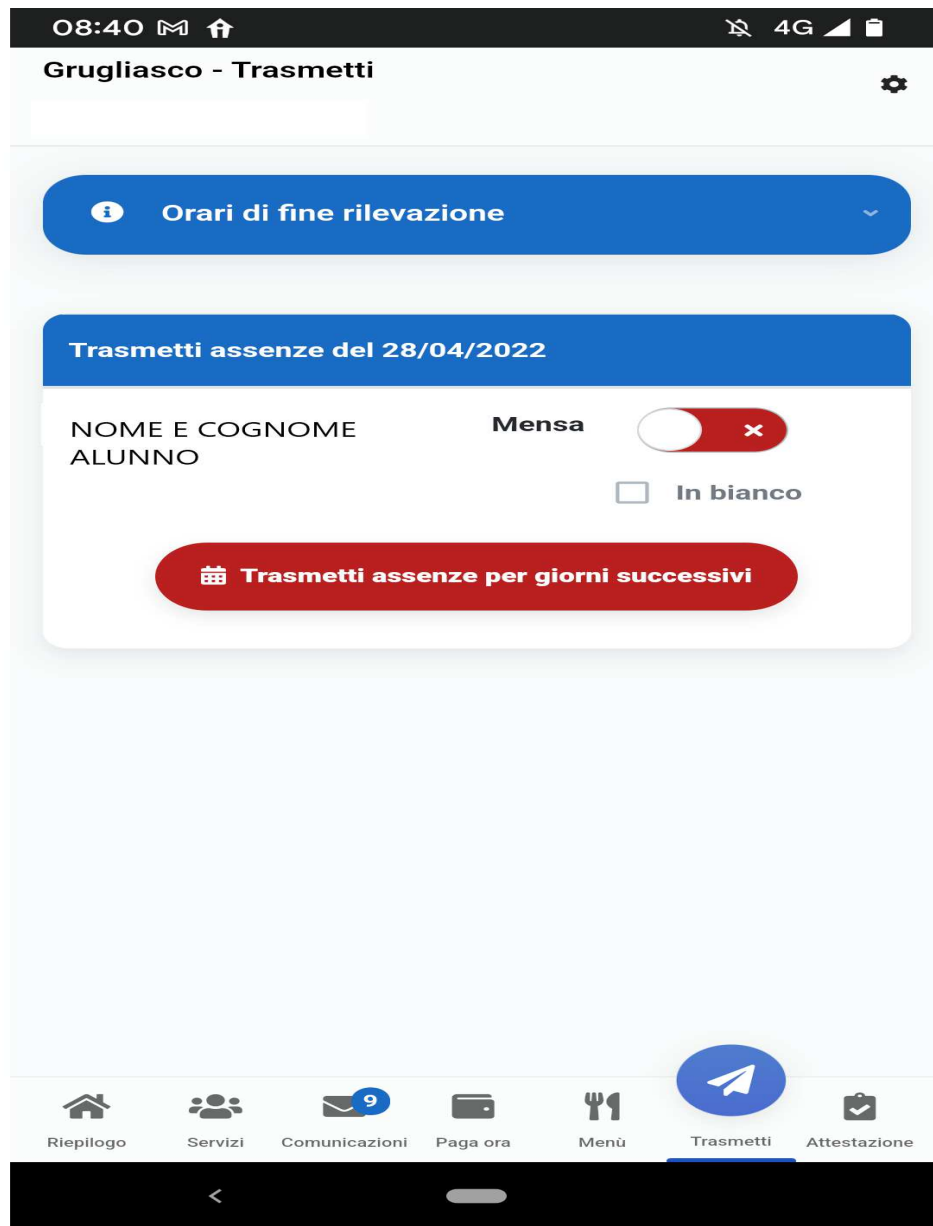 08:40 4G
Grugliasco - Trasmetti
Orari di fine rilevazione
Trasmetti assenze del 28/04/2022
NOME E COGNOME
ALUNNO
Mensa
In bianco
Trasmetti assenze per giorni successivi
9
Riepilogo Servizi Comunicazioni Paga ora Menù Trasmetti Attestazione